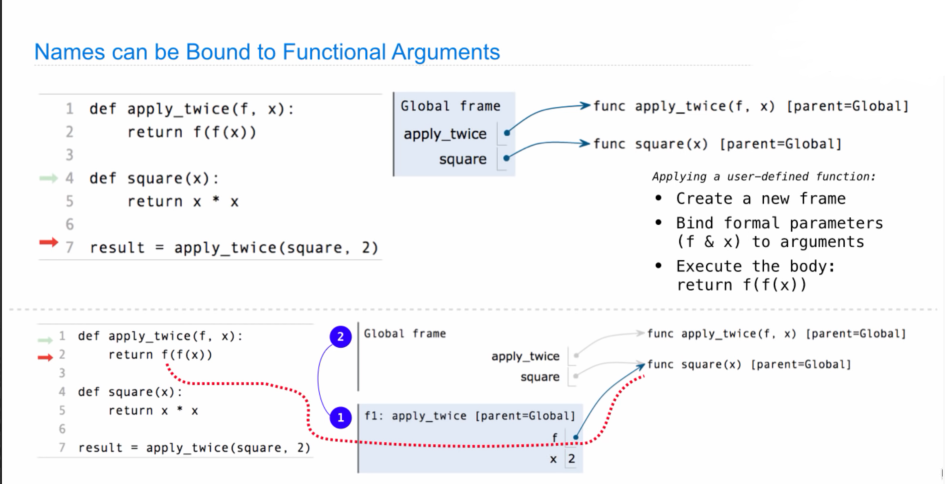 Names can be Bound to Functional Arguments
1 def apply_twice(f, x):
2 return f(f(x))
3
4 def square(x):
5 return x * x
6
7 result = apply_twice(square, 2)
Global frame
apply_twice
square
func apply_twice(f, x) [parent=Global]
func square(x) [parent=Global]
Applying a user-defined function:
• Create a new frame
• Bind formal parameters
(f & x) to arguments
• Execute the body:
return f(f(x))
1 def apply_twice(f, x):
2 return f(f(x))
3
4 def square(x):
5 return x * x
6
7 result = apply_twice(square, 2)
2
Global frame
apply_twice
square
func apply_twice(f, x) [parent=Global]
func square(x) [parent=Global]
1
f1: apply_twice [parent=Global]
f
x 2